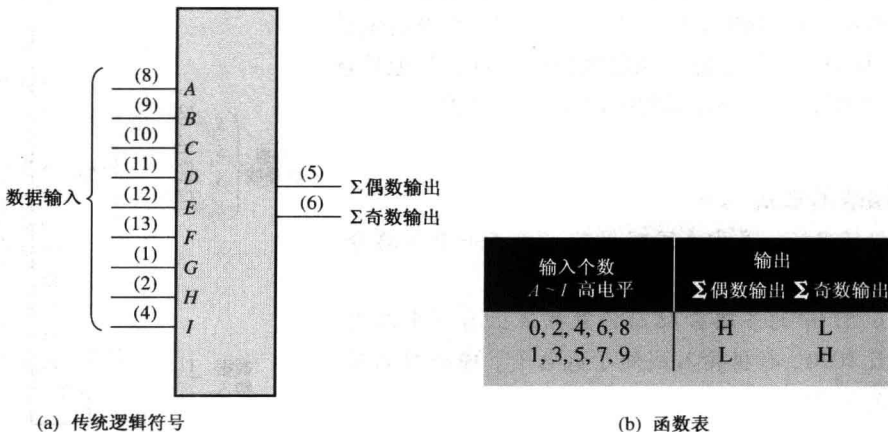 (8) A
(9) B
(10) C
(11) D
数据输入 (12) E
(13) F
(1) G
(2) H
(4) I
(5) Σ偶数输出
(6) Σ奇数输出
输入个数 输出
A~I 高电平 Σ偶数输出 Σ奇数输出
0, 2, 4, 6, 8 H L
1, 3, 5, 7, 9 L H
(a) 传统逻辑符号 (b) 函数表